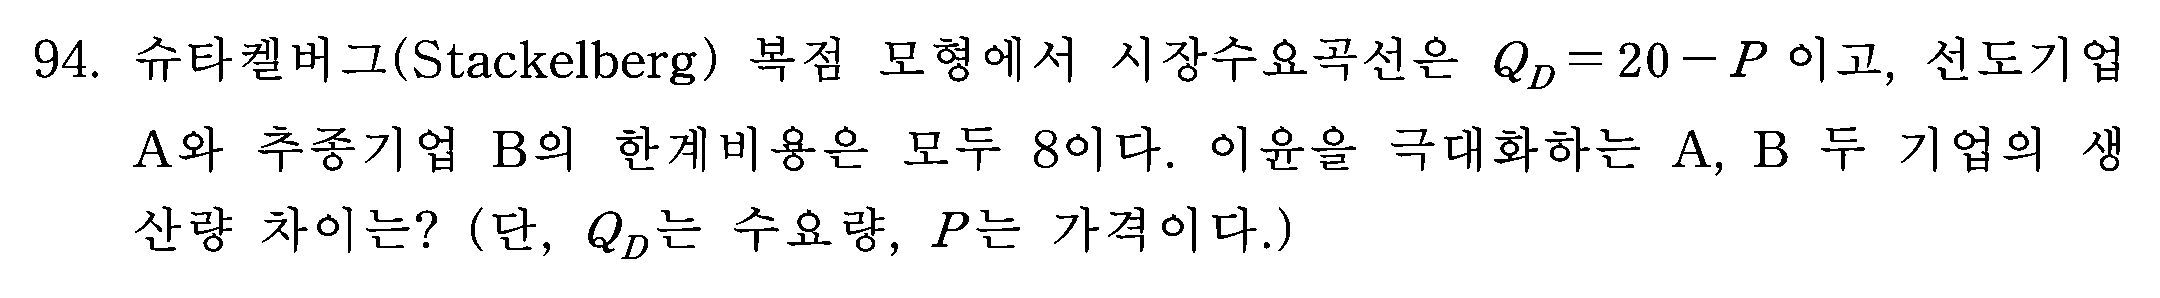 94. 슈타켈버그(Stackelberg) 복점 모형에서 시장수요곡선은 Q_D = 20 − P 이고, 선도기업
A와 추종기업 B의 한계비용은 모두 8이다. 이윤을 극대화하는 A, B 두 기업의 생
산량 차이는? (단, Q_D는 수요량, P는 가격이다.)